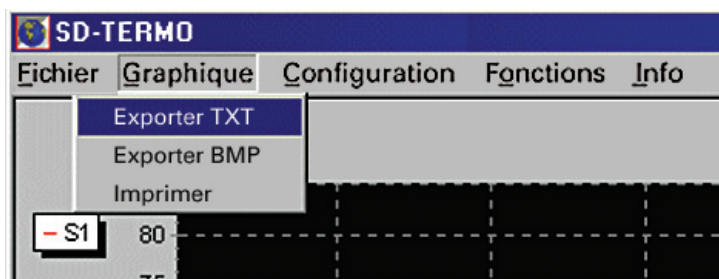 SD-TERMO
Fichier Graphique Configuration Fonctions Info
Exporter TXT
Exporter BMP
Imprimer
S1 80
75